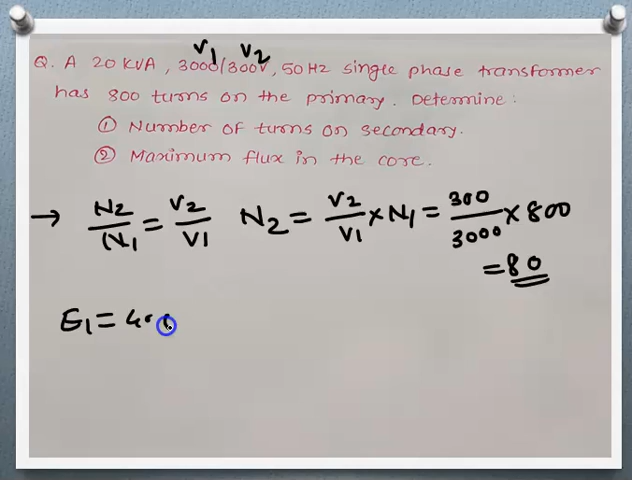 Q. A 20 KVA, 3000/300V, 50 Hz single phase transformer
V1 V2
has 800 turns on the primary. Determine:
① Number of turns on secondary.
② Maximum flux in the core.
→ N2/N1 = V2/V1 N2 = V2/V1 × N1 = 300/3000 × 800
= 80
E1 = 4.